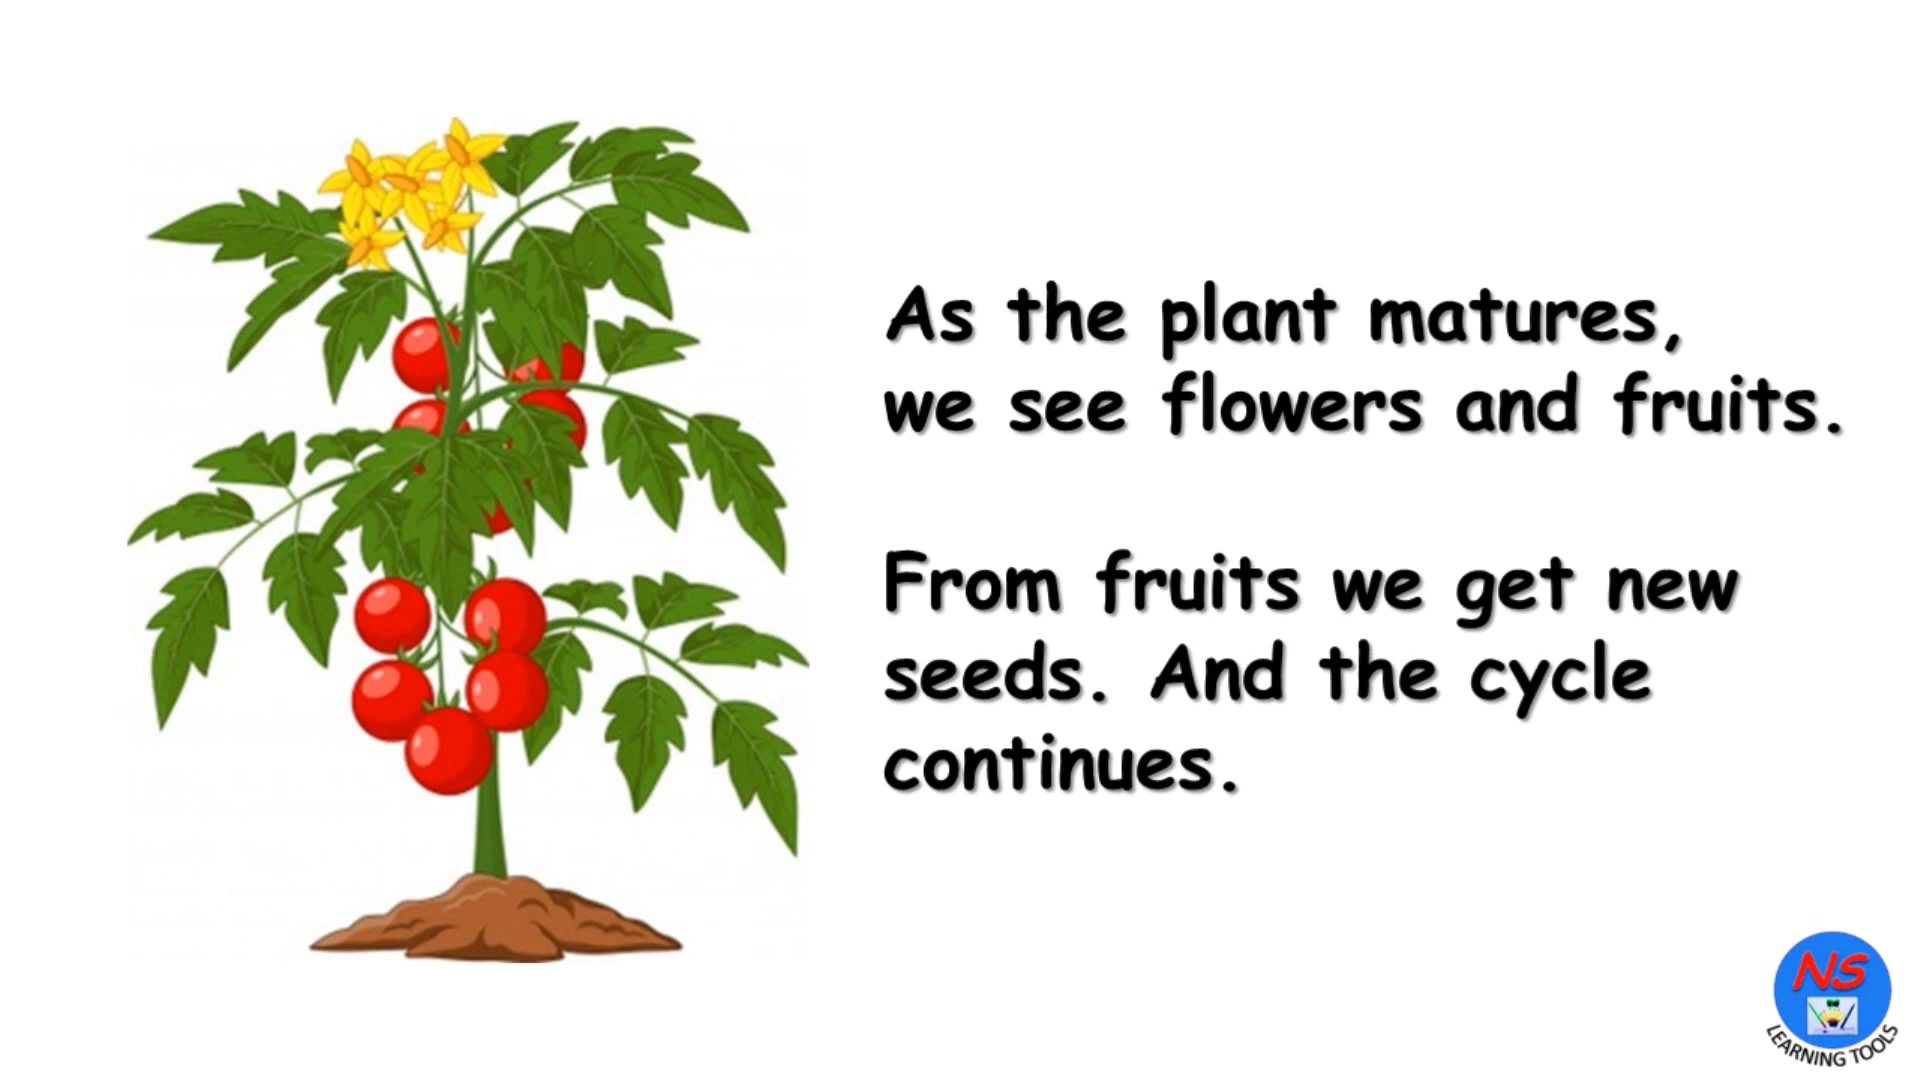 As the plant matures,
we see flowers and fruits.
From fruits we get new
seeds. And the cycle
continues.
NS
LEARNING TOOLS